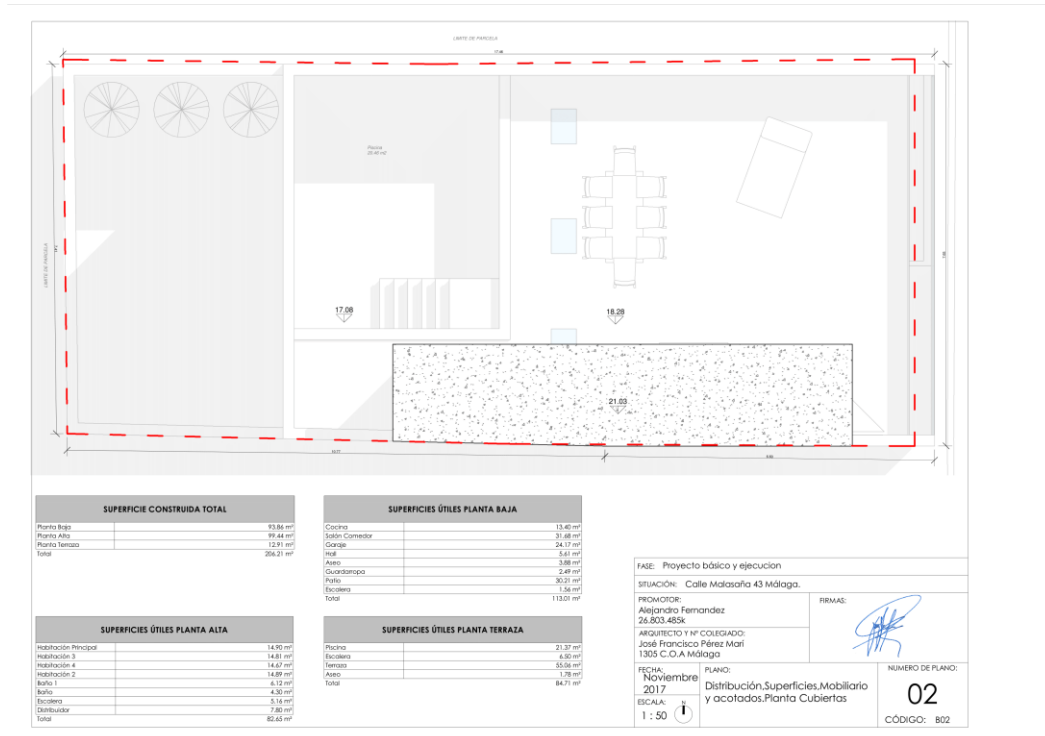 LIMITE DE PARCELA
17.08
18.28
21.03
LIMITE DE PARCELA
SUPERFICIE CONSTRUIDA TOTAL
Planta Baja 93.86 m²
Planta Alta 99.44 m²
Planta Terraza 12.91 m²
Total 206.21 m²
SUPERFICIES ÚTILES PLANTA BAJA
Cocina 13.40 m²
Salón Comedor 31.68 m²
Garaje 24.17 m²
Hall 5.61 m²
Aseo 3.88 m²
Guardarropa 2.49 m²
Patio 30.21 m²
Escalera 1.56 m²
Total 113.01 m²
SUPERFICIES ÚTILES PLANTA ALTA
Habitación Principal 14.90 m²
Habitación 3 14.81 m²
Habitación 4 14.67 m²
Habitación 2 14.89 m²
Baño 1 6.12 m²
Baño 4.30 m²
Escalera 5.16 m²
Distribuidor 7.80 m²
Total 82.65 m²
SUPERFICIES ÚTILES PLANTA TERRAZA
Piscina 21.37 m²
Escalera 6.50 m²
Terraza 55.06 m²
Aseo 1,78 m²
Total 84.71 m²
FASE: Proyecto básico y ejecucion
SITUACIÓN: Calle Malasaña 43 Málaga.
PROMOTOR:
Alejandro Fernandez
26.803.485k
FIRMAS:
ARQUITECTO Y Nº COLEGIADO:
José Francisco Pérez Marí
1305 C.O.A Málaga
FECHA:
Noviembre
2017
ESCALA: N
1 : 50
PLANO:
Distribución,Superficies,Mobiliario
y acotados.Planta Cubiertas
NUMERO DE PLANO:
02
CÓDIGO: B02